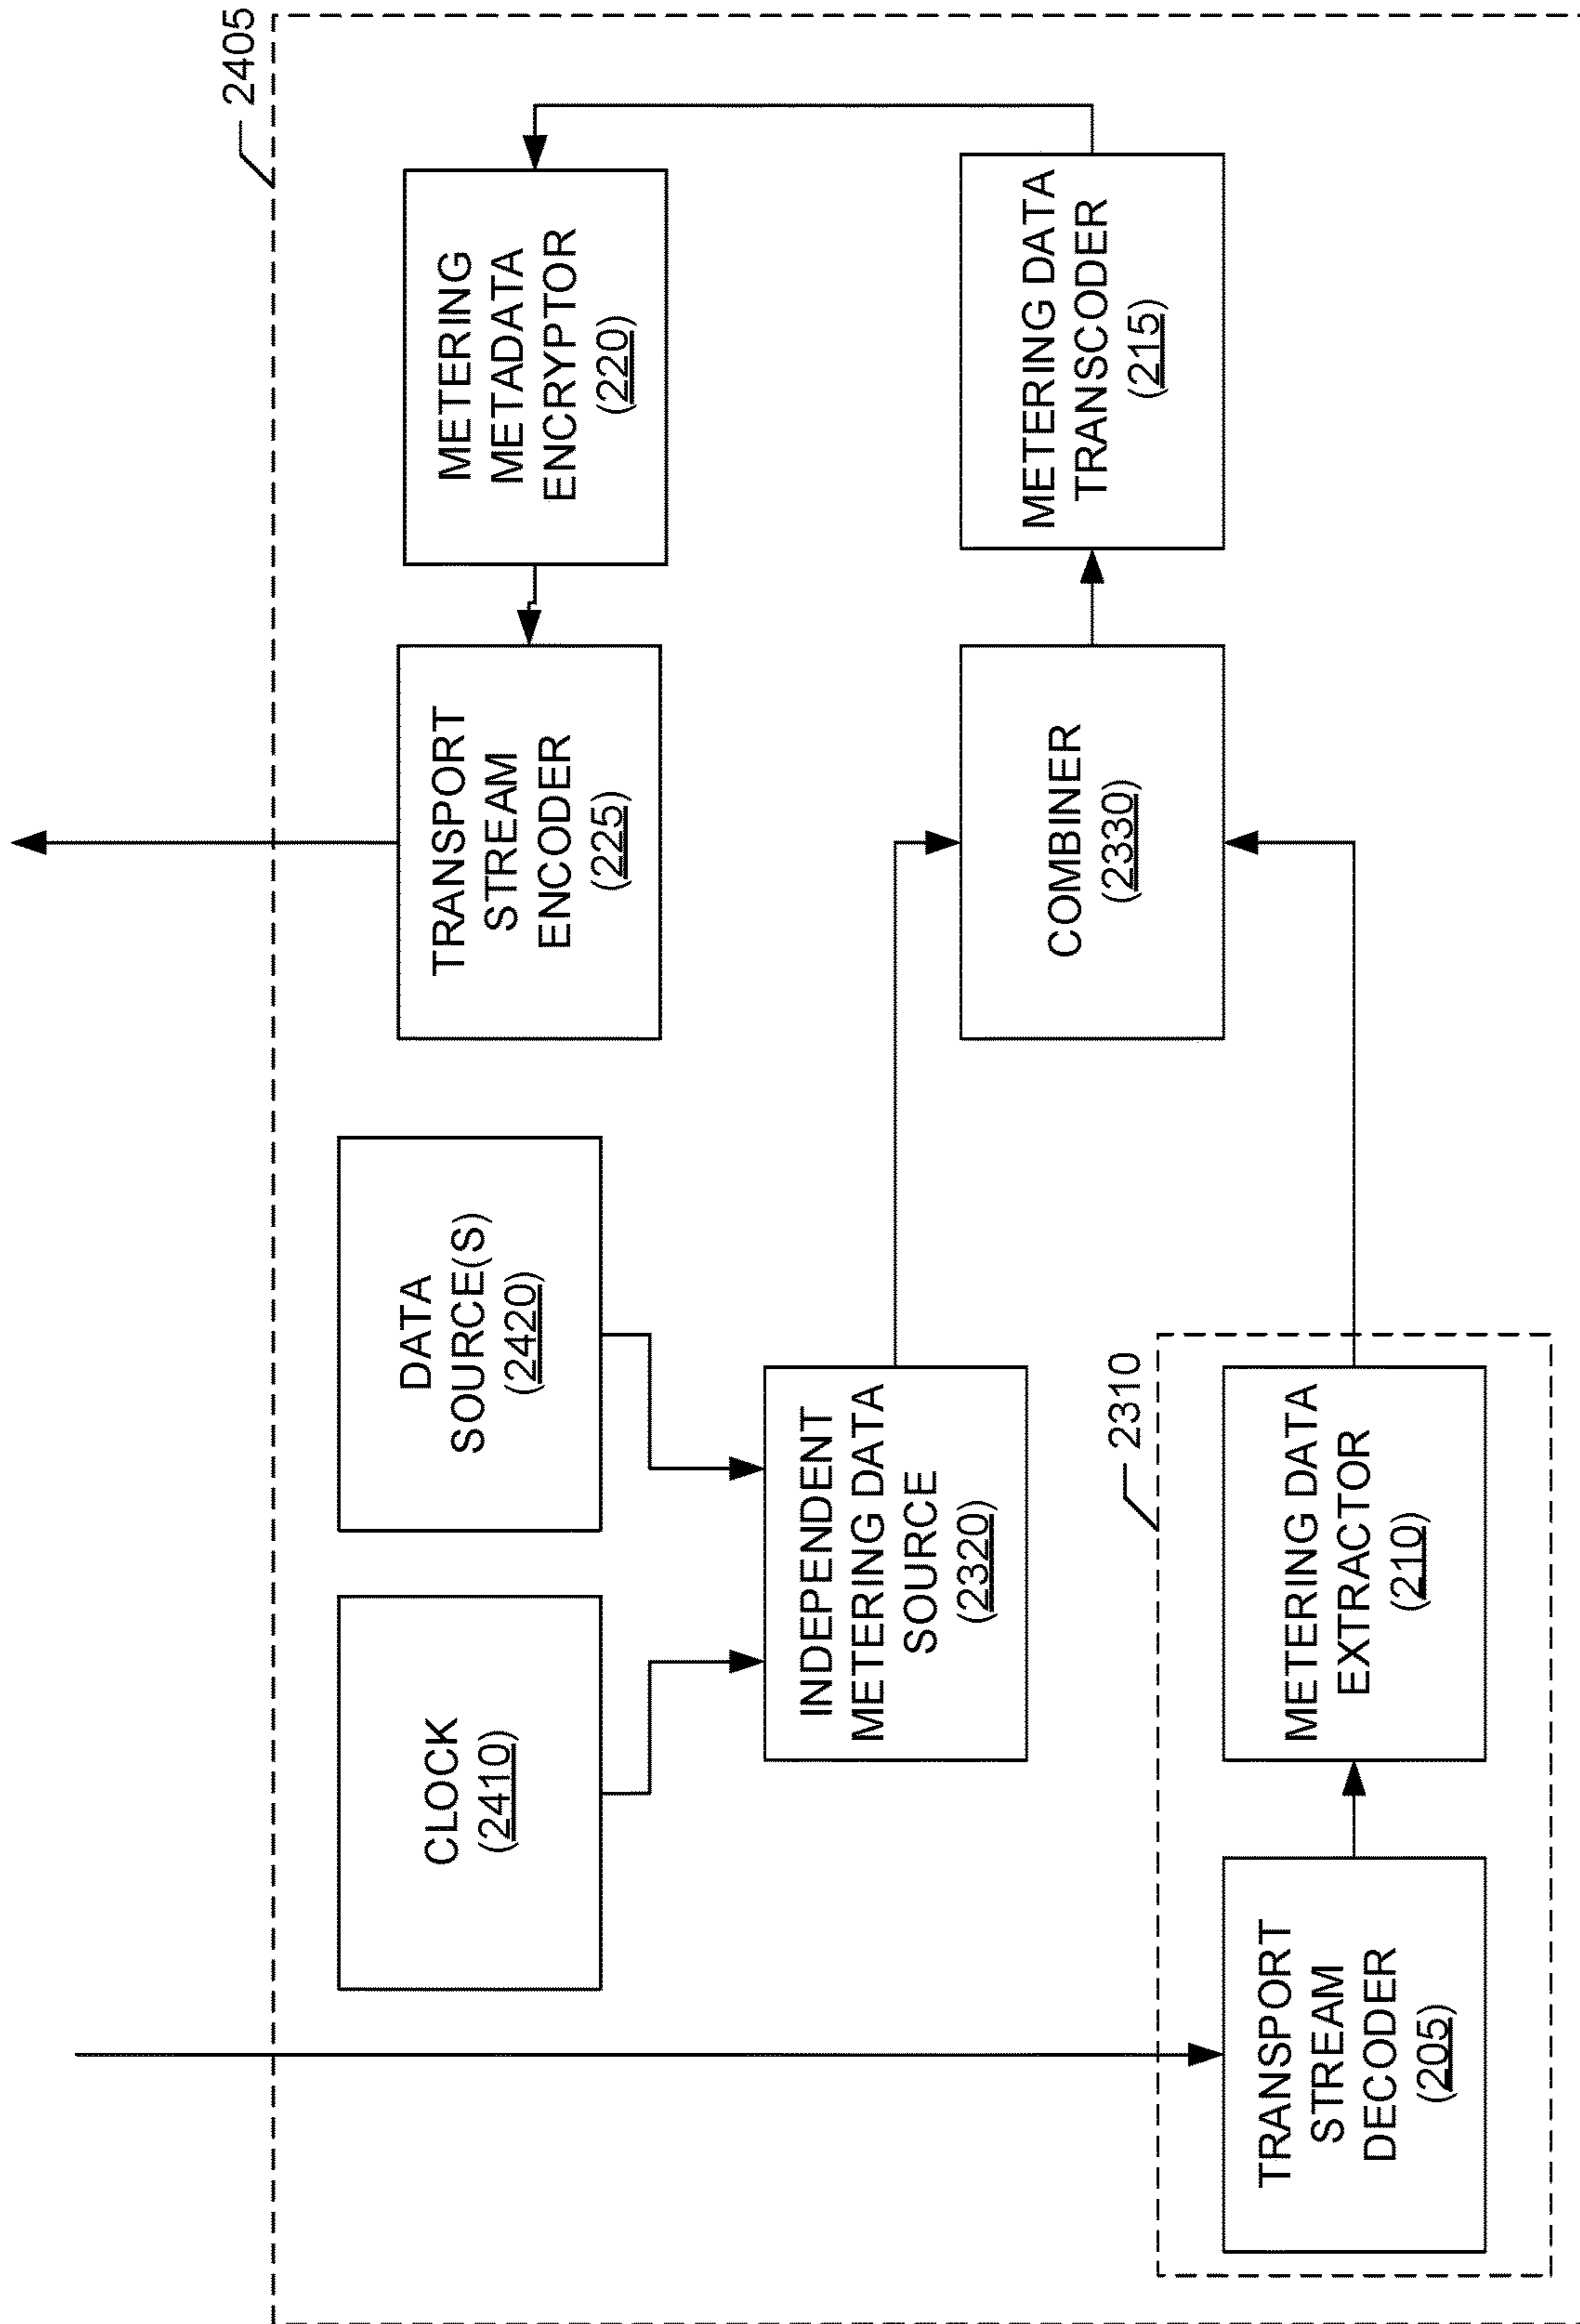 2405
CLOCK
(2410)
DATA
SOURCE(S)
(2420)
TRANSPORT
STREAM
ENCODER
(225)
METERING
METADATA
ENCRYPTOR
(220)
INDEPENDENT
METERING DATA
SOURCE
(2320)
COMBINER
(2330)
METERING DATA
TRANSCODER
(215)
2310
TRANSPORT
STREAM
DECODER
(205)
METERING DATA
EXTRACTOR
(210)